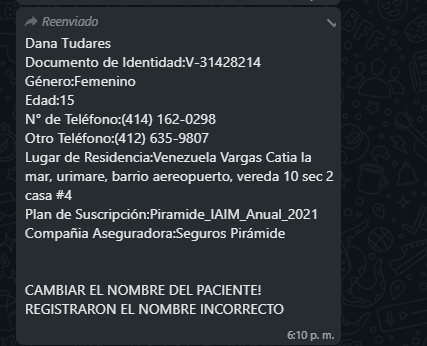 Reenviado
Dana Tudares
Documento de Identidad:V-31428214
Género:Femenino
Edad:15
N° de Teléfono:(414) 162-0298
Otro Teléfono:(412) 635-9807
Lugar de Residencia:Venezuela Vargas Catia la
mar, urimare, barrio aereopuerto, vereda 10 sec 2
casa #4
Plan de Suscripción:Piramide_IAIM_Anual_2021
Compañia Aseguradora:Seguros Pirámide
CAMBIAR EL NOMBRE DEL PACIENTE!
REGISTRARON EL NOMBRE INCORRECTO
6:10 p. m.